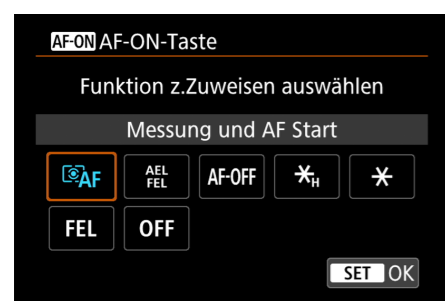 AF-ON AF-ON-Taste
Funktion z.Zuweisen auswählen
Messung und AF Start
AF AEL FEL AF-OFF *H *
FEL OFF
SET OK